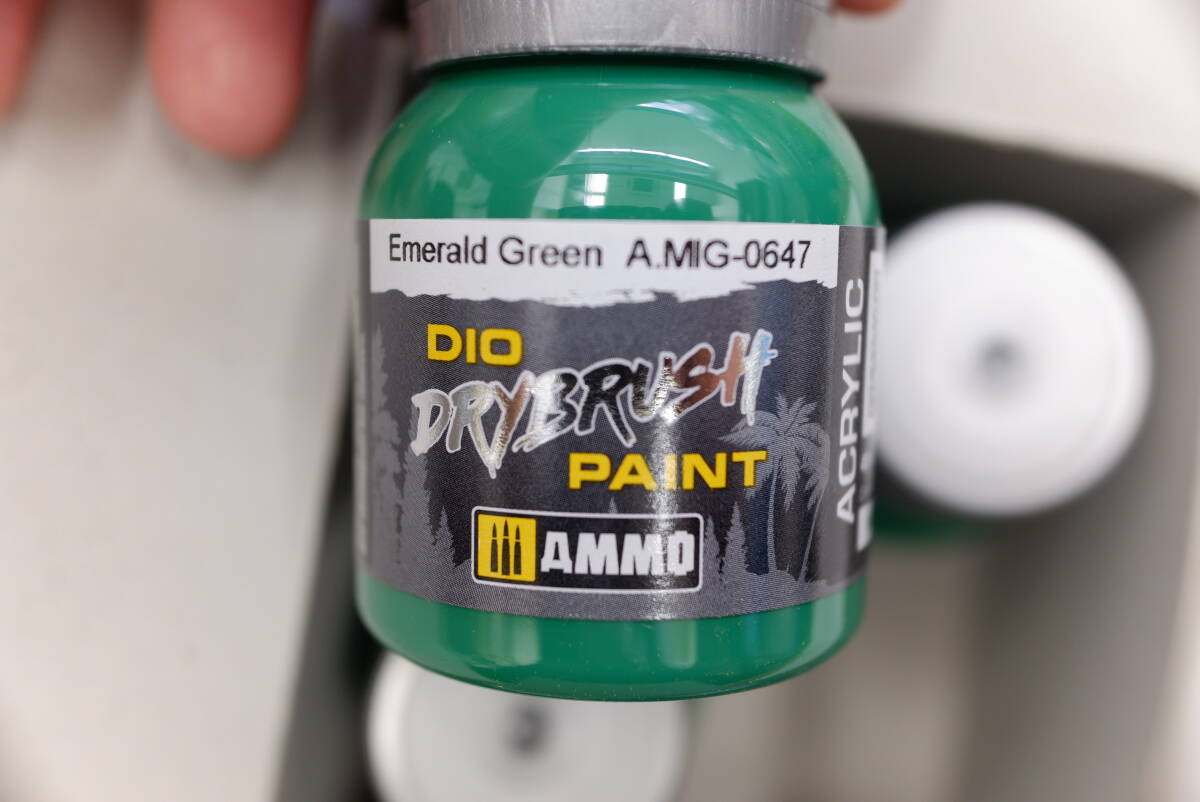 Emerald Green A.MIG-0647
DIO
DRYBRUSH
PAINT
AMMO
ACRYLIC